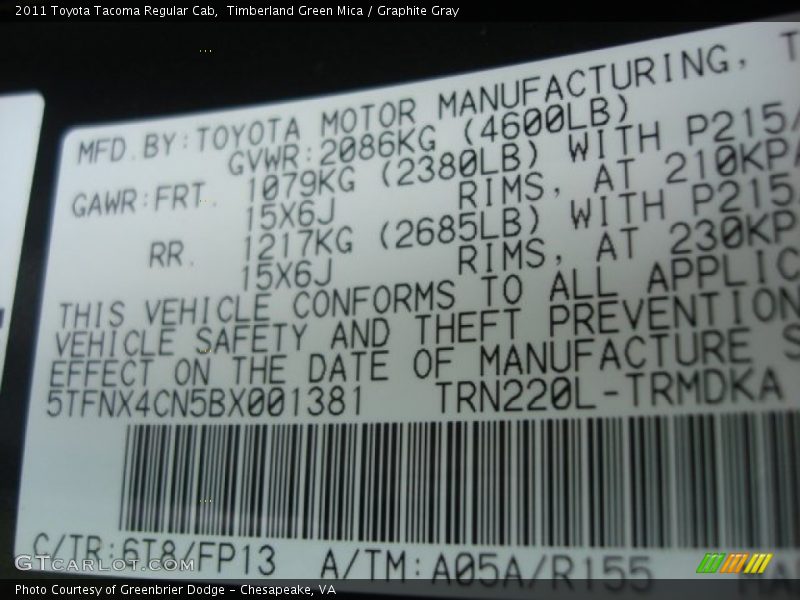 2011 Toyota Tacoma Regular Cab,  Timberland Green Mica / Graphite Gray
MFD.BY:TOYOTA MOTOR MANUFACTURING, T
GVWR:2086KG (4600LB)
GAWR:FRT. 1079KG (2380LB) WITH P215/
15X6J RIMS, AT 210KPA
RR. 1217KG (2685LB) WITH P215
15X6J RIMS, AT 230KP
THIS VEHICLE CONFORMS TO ALL APPLIC
VEHICLE SAFETY AND THEFT PREVENTION
EFFECT ON THE DATE OF MANUFACTURE S
5TFNX4CN5BX001381 TRN220L-TRMDKA
C/TR:6T8/FP13 A/TM:A05A/R155
GTCARLOT.COM
Photo Courtesy of Greenbrier Dodge – Chesapeake, VA